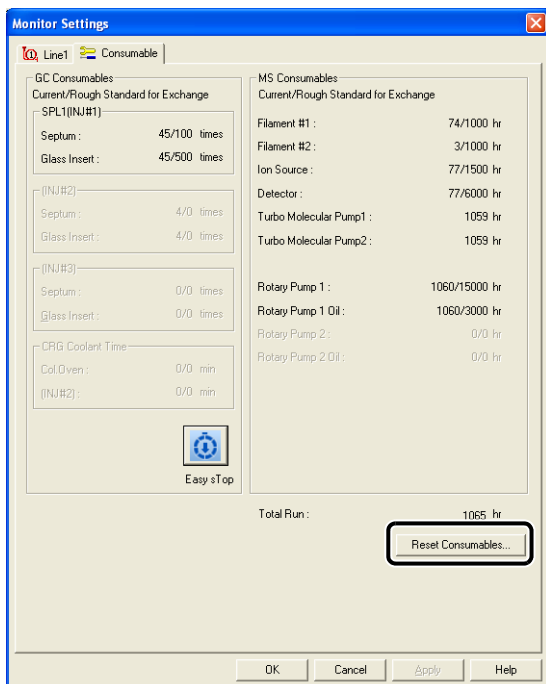 Monitor Settings
Line1 Consumable
GC Consumables
Current/Rough Standard for Exchange
SPL1(INJ#1)
Septum : 45/100 times
Glass Insert : 45/500 times
(INJ#2)
Septum : 4/0 times
Glass Insert : 4/0 times
(INJ#3)
Septum : 0/0 times
Glass Insert : 0/0 times
CRG Coolant Time
Col.Oven : 0/0 min
(INJ#2) : 0/0 min
Easy sTop
MS Consumables
Current/Rough Standard for Exchange
Filament #1 : 74/1000 hr
Filament #2 : 3/1000 hr
Ion Source : 77/1500 hr
Detector : 77/6000 hr
Turbo Molecular Pump1 : 1059 hr
Turbo Molecular Pump2 : 1059 hr
Rotary Pump 1 : 1060/15000 hr
Rotary Pump 1 Oil : 1060/3000 hr
Rotary Pump 2 : 0/0 hr
Rotary Pump 2 Oil : 0/0 hr
Total Run : 1065 hr
Reset Consumables...
OK Cancel Apply Help